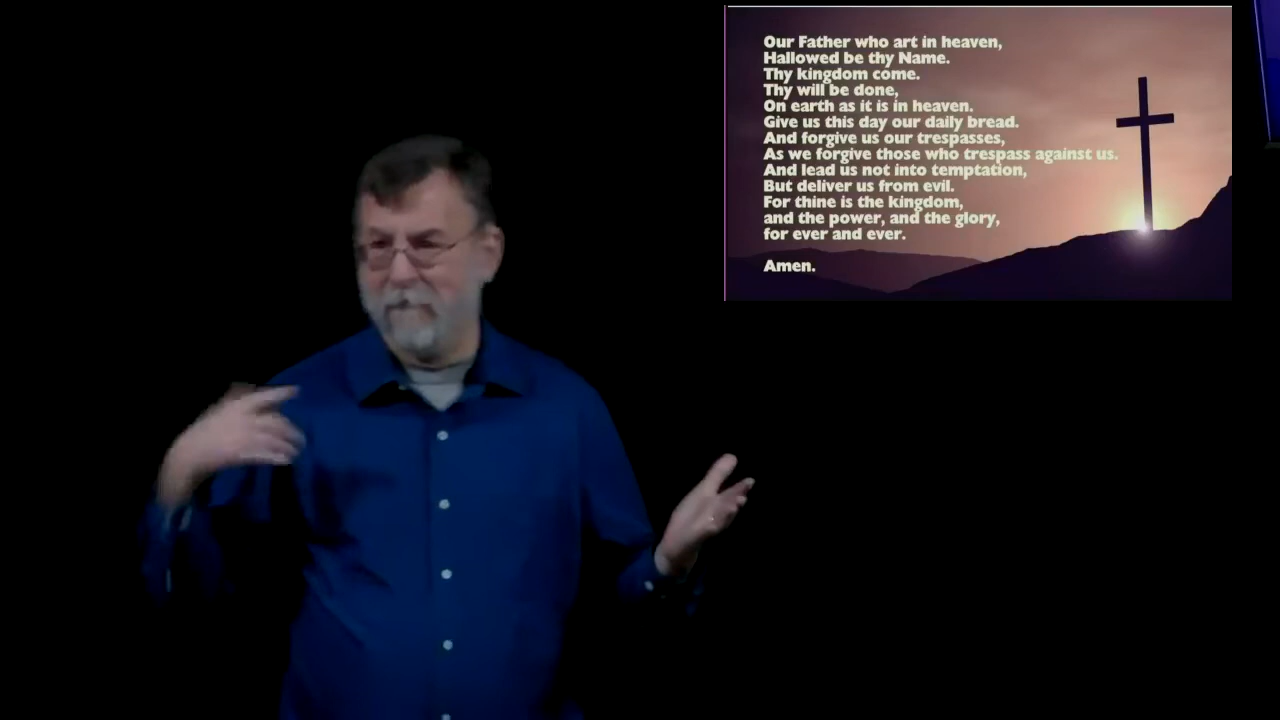 Our Father who art in heaven,
Hallowed be thy Name.
Thy kingdom come.
Thy will be done,
On earth as it is in heaven.
Give us this day our daily bread.
And forgive us our trespasses,
As we forgive those who trespass against us.
And lead us not into temptation,
But deliver us from evil.
For thine is the kingdom,
and the power, and the glory,
for ever and ever.
Amen.